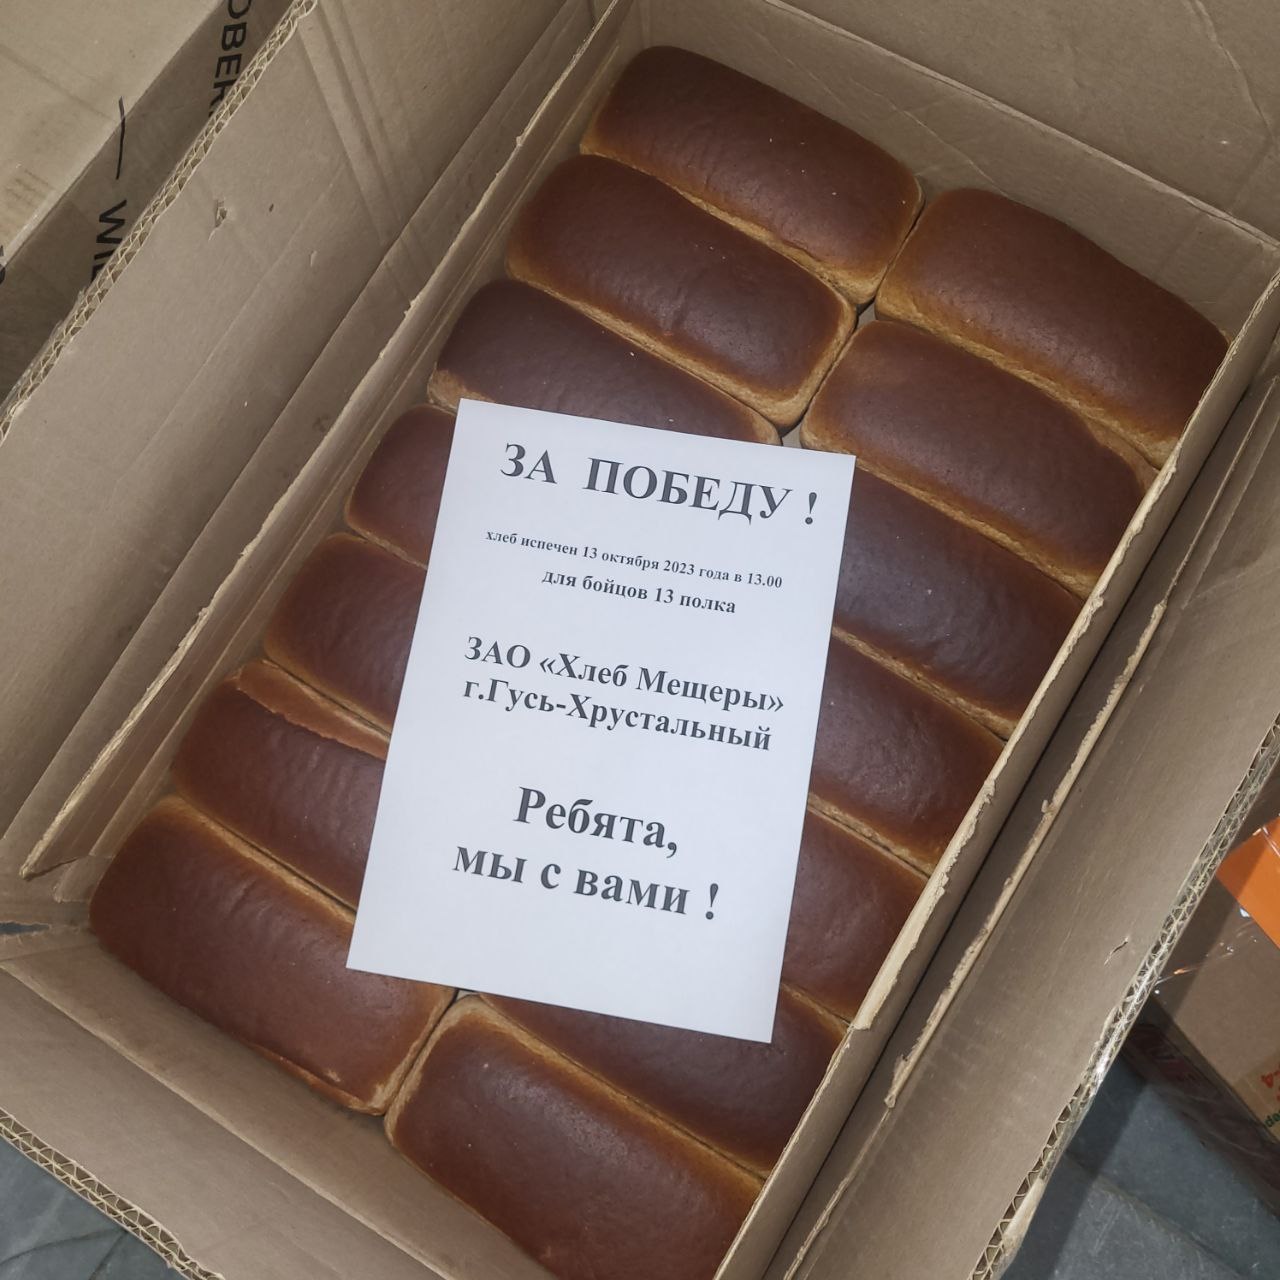 ЗА ПОБЕДУ !
хлеб испечен 13 октября 2023 года в 13.00
для бойцов 13 полка
ЗАО «Хлеб Мещеры»
г.Гусь-Хрустальный
Ребята,
мы с вами !